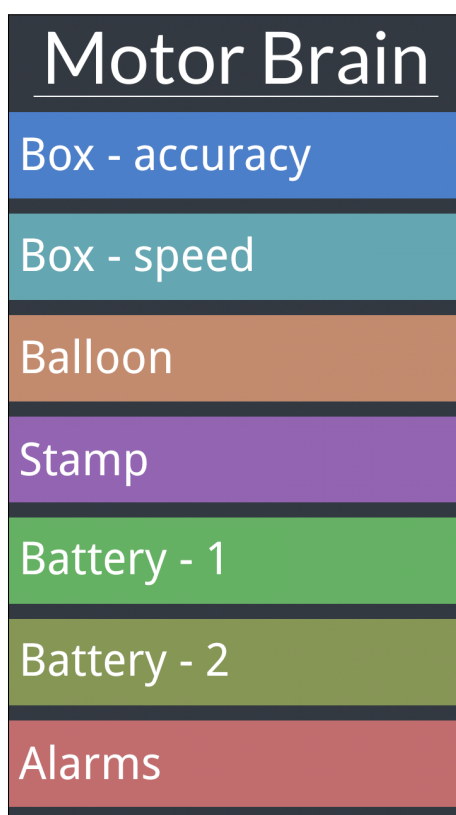 Motor Brain
Box - accuracy
Box - speed
Balloon
Stamp
Battery - 1
Battery - 2
Alarms